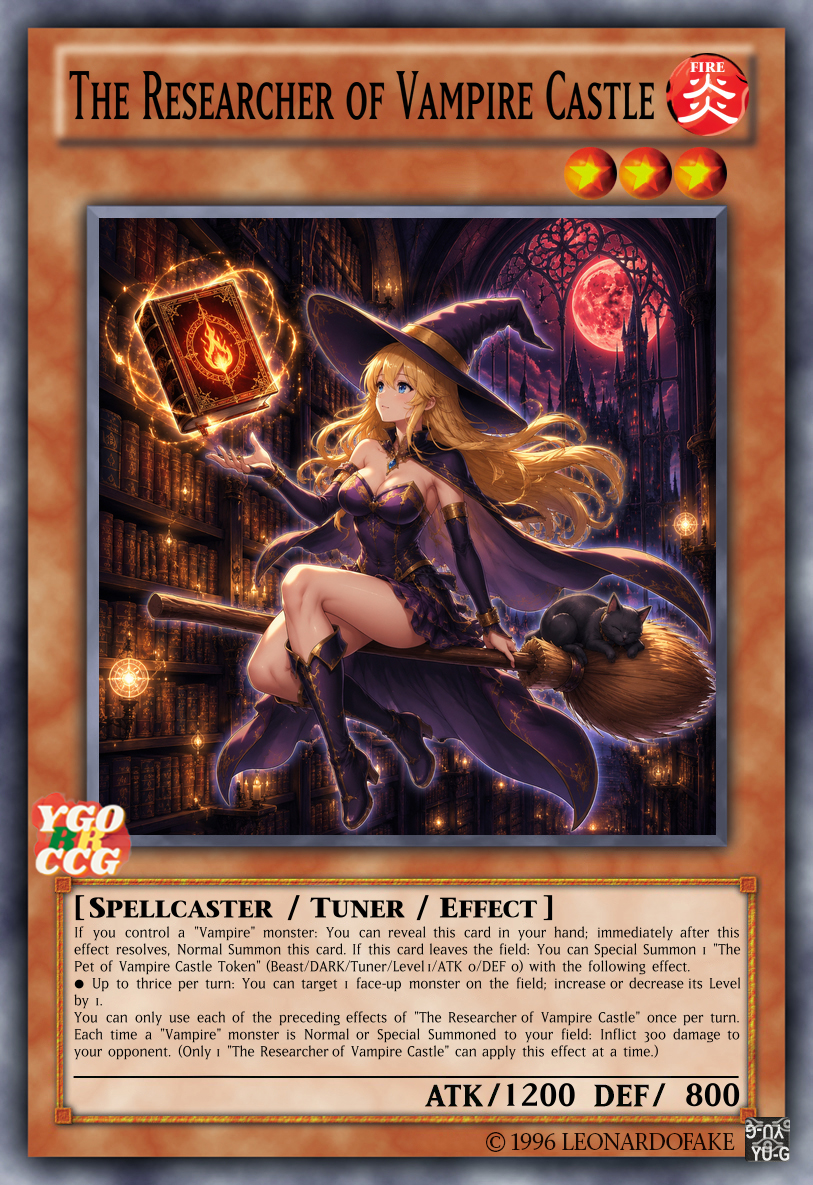 The Researcher of Vampire Castle
FIRE
炎
YGO
RR
CCG
[ Spellcaster / Tuner / Effect ]
If you control a "Vampire" monster: You can reveal this card in your hand; immediately after this
effect resolves, Normal Summon this card. If this card leaves the field: You can Special Summon 1 "The
Pet of Vampire Castle Token" (Beast/DARK/Tuner/Level1/ATK 0/DEF 0) with the following effect.
● Up to thrice per turn: You can target 1 face-up monster on the field; increase or decrease its Level
by 1.
You can only use each of the preceding effects of "The Researcher of Vampire Castle" once per turn.
Each time a "Vampire" monster is Normal or Special Summoned to your field: Inflict 300 damage to
your opponent. (Only 1 "The Researcher of Vampire Castle" can apply this effect at a time.)
ATK/1200 DEF/ 800
© 1996 LEONARDOFAKE
YU-G
YU-G